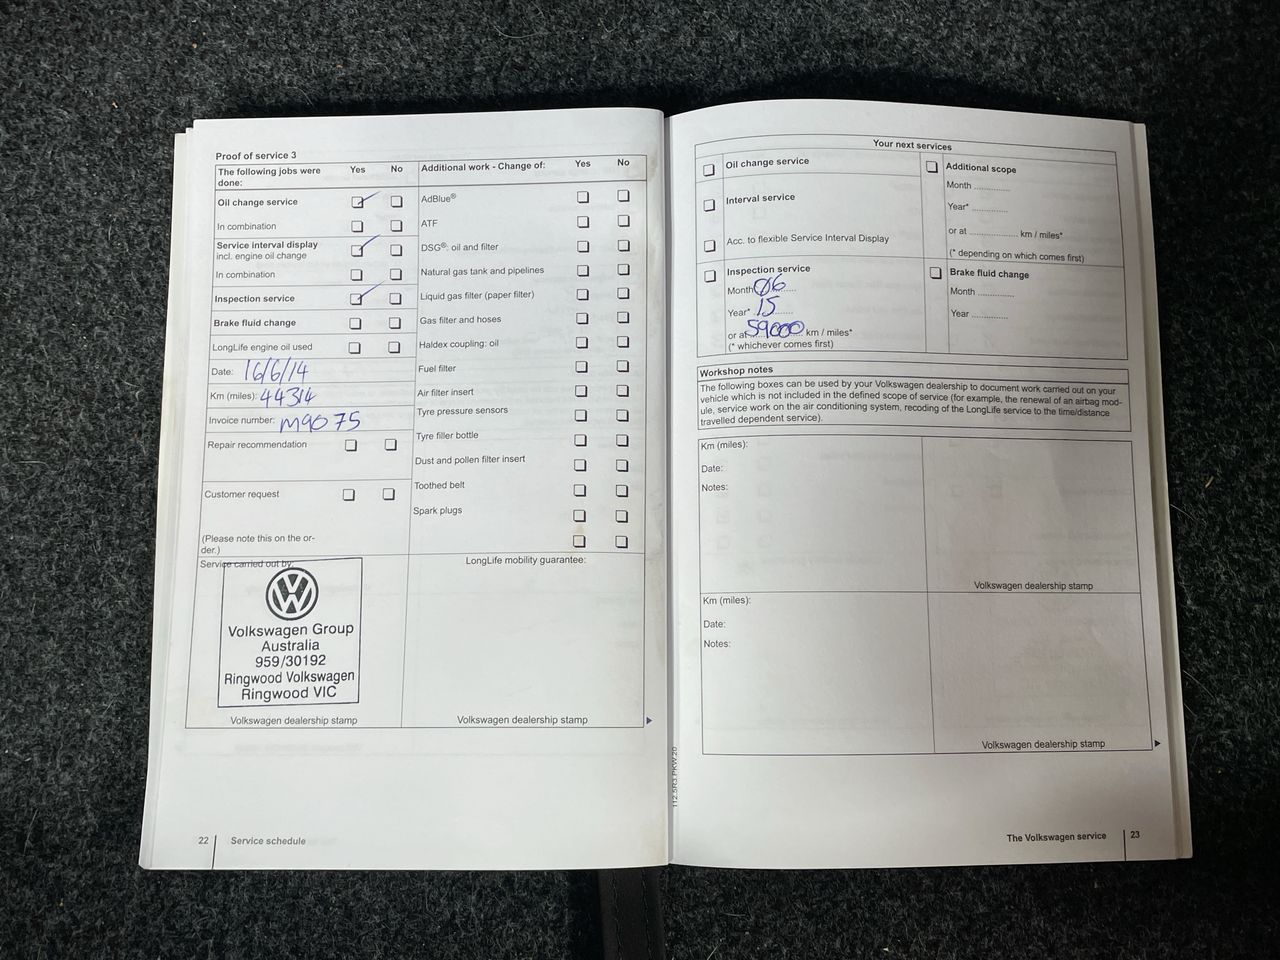 Proof of service 3
The following jobs were done: Yes No
Oil change service
In combination
Service interval display
incl. engine oil change
In combination
Inspection service
Brake fluid change
LongLife engine oil used
Date: 16/6/14
Km (miles): 44314
Invoice number: M9075
Repair recommendation
Customer request
(Please note this on the or-
der.)
Service carried out by:
Volkswagen Group
Australia
959/30192
Ringwood Volkswagen
Ringwood VIC
Volkswagen dealership stamp
Additional work - Change of: Yes No
AdBlue®
ATF
DSG®: oil and filter
Natural gas tank and pipelines
Liquid gas filter (paper filter)
Gas filter and hoses
Haldex coupling: oil
Fuel filter
Air filter insert
Tyre pressure sensors
Tyre filler bottle
Dust and pollen filter insert
Toothed belt
Spark plugs
LongLife mobility guarantee:
Volkswagen dealership stamp
22 Service schedule
112.5R3.PKW.20
Your next services
Oil change service
Interval service
Acc. to flexible Service Interval Display
Inspection service
Month 06
Year* 15
or at 59000 km / miles*
(* whichever comes first)
Additional scope
Month ..............
Year* ..............
or at ................... km / miles*
(* depending on which comes first)
Brake fluid change
Month ..............
Year ..............
Workshop notes
The following boxes can be used by your Volkswagen dealership to document work carried out on your
vehicle which is not included in the defined scope of service (for example, the renewal of an airbag mod-
ule, service work on the air conditioning system, recoding of the LongLife service to the time/distance
travelled dependent service).
Km (miles):
Date:
Notes:
Volkswagen dealership stamp
Km (miles):
Date:
Notes:
Volkswagen dealership stamp
The Volkswagen service 23